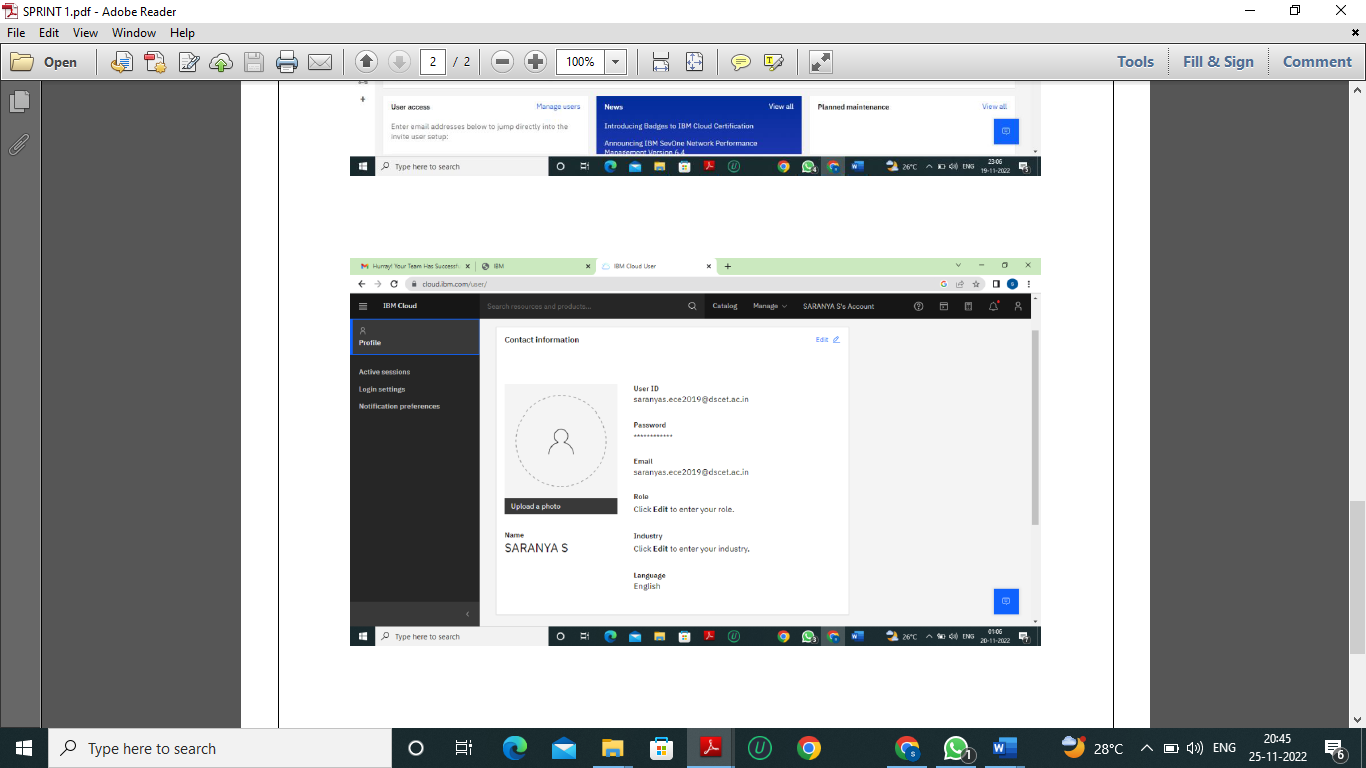 SPRINT 1.pdf - Adobe Reader
File Edit View Window Help
Open 2 / 2 100% Tools Fill & Sign Comment
User access Manage users
Enter email addresses below to jump directly into the
invite user setup:
News View all
Introducing Badges to IBM Cloud Certification
Announcing IBM SevOne Network Performance
Management Version 6.4
Planned maintenance View all
Type here to search 4 26°C ENG 23:06
19-11-2022
Hurray! Your Team Has Successf IBM IBM Cloud User
cloud.ibm.com/user/
IBM Cloud Search resources and products... Catalog Manage SARANYA S's Account
Profile
Active sessions
Login settings
Notification preferences
Contact information Edit
Upload a photo
Name
SARANYA S
User ID
saranyas.ece2019@dscet.ac.in
Password
************
Email
saranyas.ece2019@dscet.ac.in
Role
Click Edit to enter your role.
Industry
Click Edit to enter your industry.
Language
English
Type here to search 3 26°C ENG 01:06
20-11-2022
Type here to search S 1 28°C ENG 20:45
25-11-2022 6